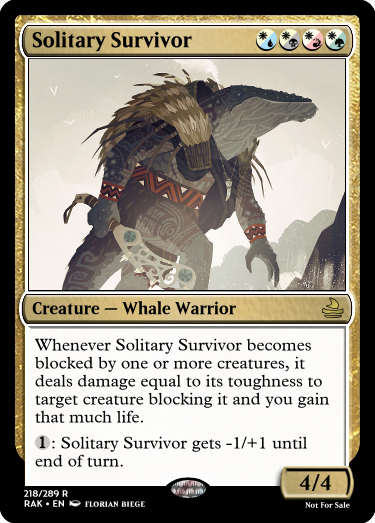 Solitary Survivor
Creature — Whale Warrior
Whenever Solitary Survivor becomes
blocked by one or more creatures, it
deals damage equal to its toughness to
target creature blocking it and you gain
that much life.
1: Solitary Survivor gets -1/+1 until
end of turn.
4/4
218/289 R
RAK • EN FLORIAN BIEGE
Not For Sale